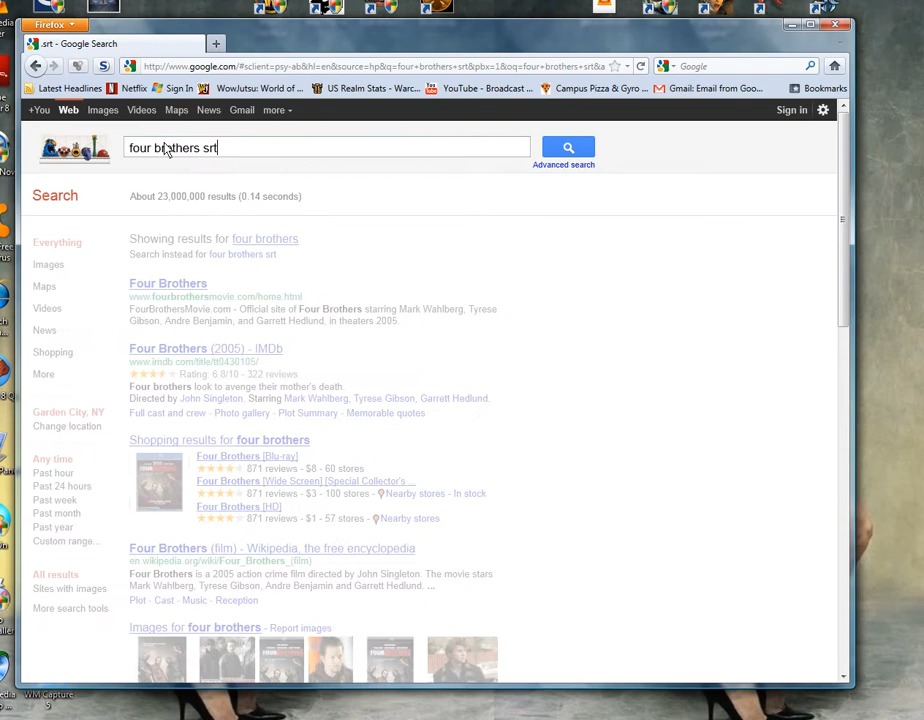 Firefox
.srt - Google Search
http://www.google.com/#sclient=psy-ab&hl=en&source=hp&q=four+brothers+srt&pbx=1&oq=four+brothers+srt&a
Google
Latest Headlines Netflix Sign In WowJutsu: World of ... US Realm Stats - Warc... YouTube - Broadcast ... Campus Pizza Sign In Gmail: Email from Goo... Bookmarks
+You Web Images Videos Maps News Gmail more Sign in
four brothers srt
Advanced search
Search About 23,000,000 results (0.14 seconds)
Everything
Images
Maps
Videos
News
Shopping
More
Garden City, NY
Change location
Any time
Past hour
Past 24 hours
Past week
Past month
Past year
Custom range...
All results
Sites with images
More search tools
Showing results for four brothers
Search instead for four brothers srt
Four Brothers
www.fourbrothersmovie.com/home.html
FourBrothersMovie.com - Official site of Four Brothers starring Mark Wahlberg, Tyrese
Gibson, Andre Benjamin, and Garrett Hedlund, in theaters 2005.
Four Brothers (2005) - IMDb
www.imdb.com/title/tt0430105/
Rating: 6.8/10 - 322 reviews
Four brothers look to avenge their mother's death.
Directed by John Singleton. Starring Mark Wahlberg, Tyrese Gibson, Garrett Hedlund.
Full cast and crew - Photo gallery - Plot Summary - Memorable quotes
Shopping results for four brothers
Four Brothers [Blu-ray]
871 reviews - $8 - 60 stores
Four Brothers [Wide Screen] [Special Collector's ...
871 reviews - $3 - 100 stores - Nearby stores - In stock
Four Brothers [HD]
871 reviews - $1 - 57 stores - Nearby stores
Four Brothers (film) - Wikipedia, the free encyclopedia
en.wikipedia.org/wiki/Four_Brothers_(film)
Four Brothers is a 2005 action crime film directed by John Singleton. The movie stars
Mark Wahlberg, Tyrese Gibson, Andre Benjamin and Garrett Hedlund as ...
Plot - Cast - Music - Reception
Images for four brothers - Report images
WM Capture
5